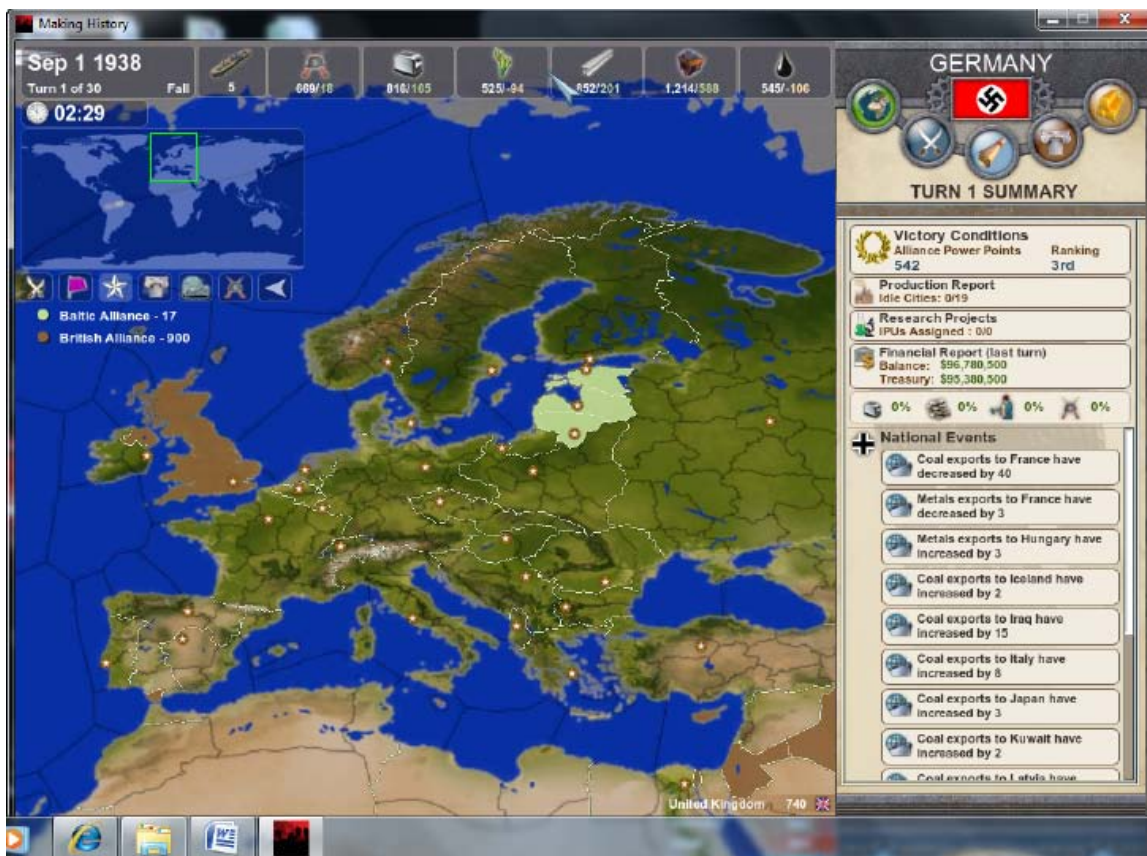 Making History
Sep 1 1938
Turn 1 of 30 Fall
5
669/18
816/165
525/-94
852/201
1,214/588
545/-106
02:29
Baltic Alliance - 17
British Alliance - 900
United Kingdom 740
GERMANY
TURN 1 SUMMARY
Victory Conditions
Alliance Power Points Ranking
542 3rd
Production Report
Idle Cities: 0/19
Research Projects
IPUs Assigned : 0/0
Financial Report (last turn)
Balance: $96,780,500
Treasury: $95,380,500
0% 0% 0% 0%
National Events
Coal exports to France have
decreased by 40
Metals exports to France have
decreased by 3
Metals exports to Hungary have
increased by 3
Coal exports to Iceland have
increased by 2
Coal exports to Iraq have
increased by 15
Coal exports to Italy have
increased by 8
Coal exports to Japan have
increased by 3
Coal exports to Kuwait have
increased by 2
Coal exports to Latvia have